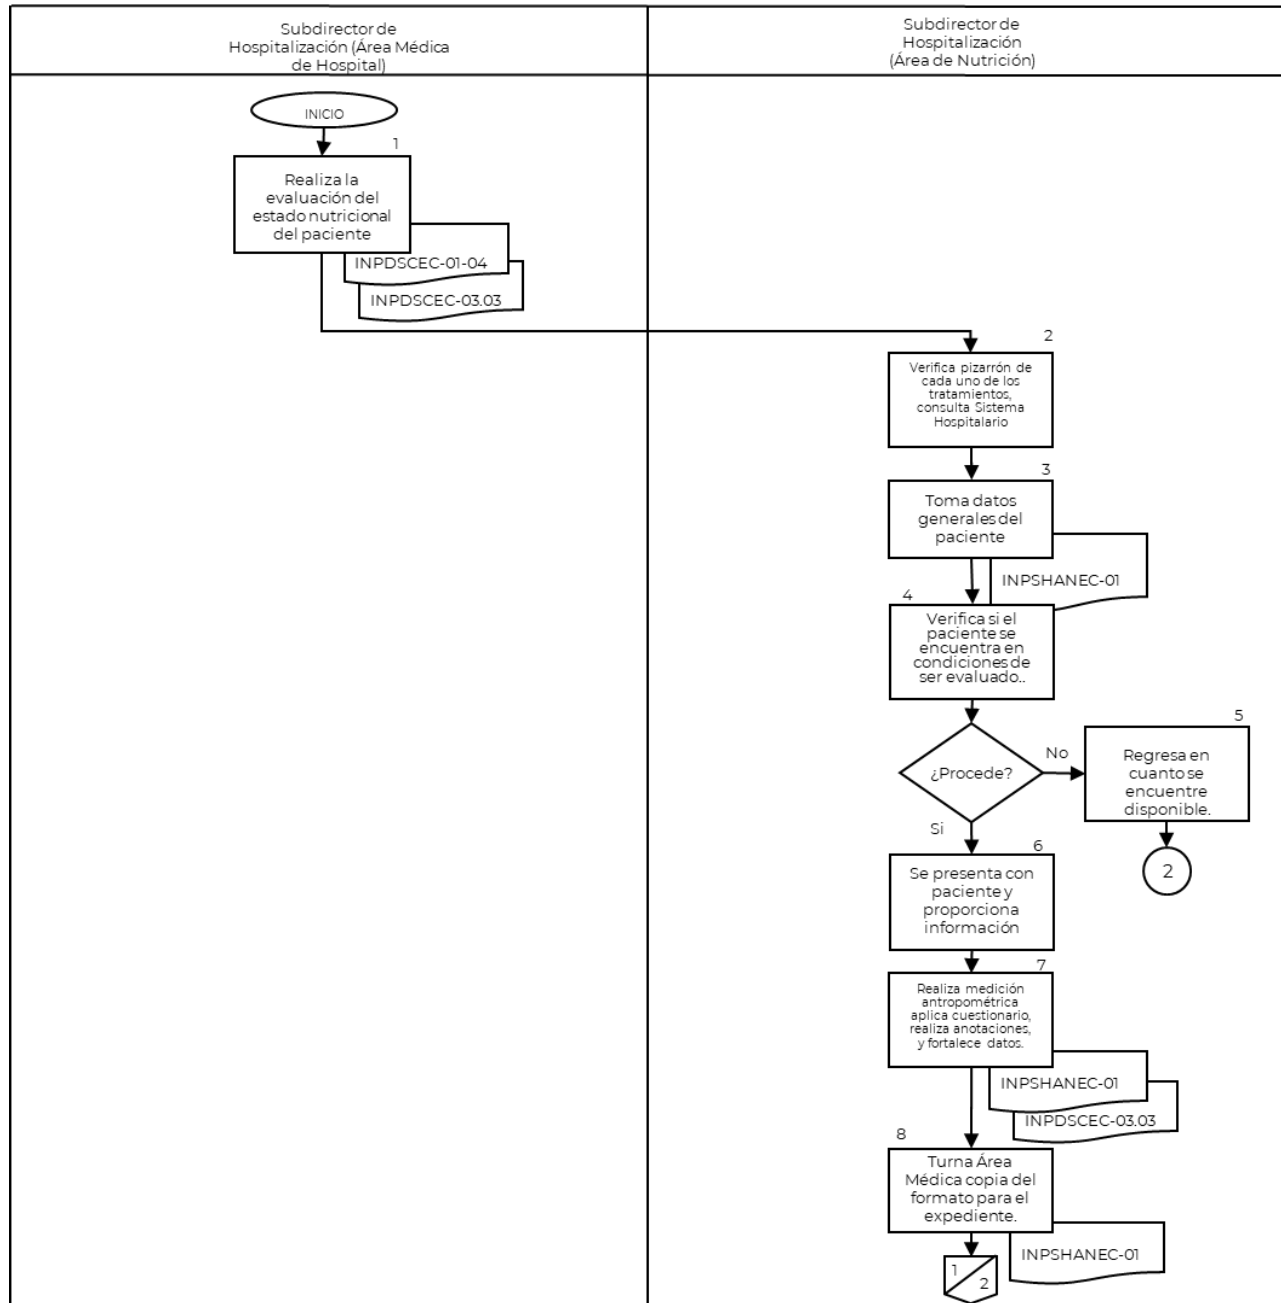 Subdirector de
Hospitalización (Área Médica
de Hospital)
Subdirector de
Hospitalización
(Área de Nutrición)
INICIO
1
Realiza la
evaluación del
estado nutricional
del paciente
INPDSCEC-01-04
INPDSCEC-03.03
2
Verifica pizarrón de
cada uno de los
tratamientos,
consulta Sistema
Hospitalario
3
Toma datos
generales del
paciente
INPSHANEC-01
4
Verifica si el
paciente se
encuentra en
condiciones de
ser evaluado..
¿Procede?
No
5
Regresa en
cuanto se
encuentre
disponible.
2
Si
6
Se presenta con
paciente y
proporciona
información
7
Realiza medición
antropométrica
aplica cuestionario,
realiza anotaciones,
y fortalece datos.
INPSHANEC-01
INPDSCEC-03.03
8
Turna Área
Médica copia del
formato para el
expediente.
INPSHANEC-01
1
2